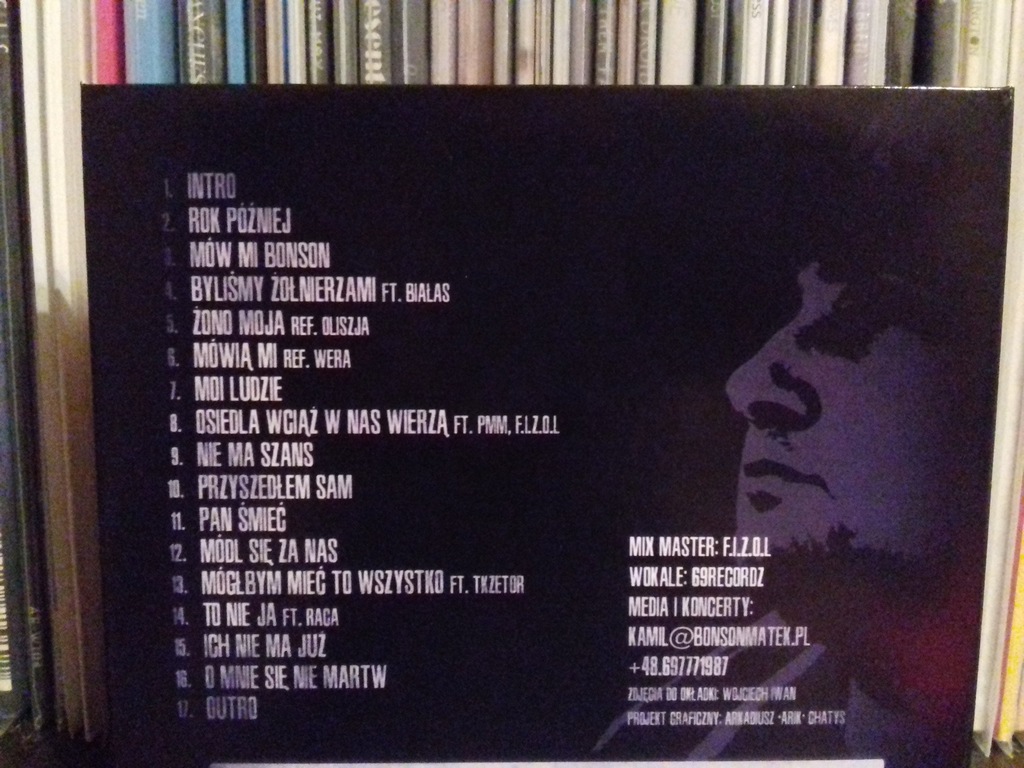 1. INTRO
2. ROK PÓŹNIEJ
3. MÓW MI BONSON
4. BYLIŚMY ŻOŁNIERZAMI FT. BIAŁAS
5. ŻONO MOJA REF. OLISZJA
6. MÓWIĄ MI REF. WERA
7. MOI LUDZIE
8. OSIEDLA WCIĄŻ W NAS WIERZĄ FT. PMM, F.I.Z.O.L
9. NIE MA SZANS
10. PRZYSZEDŁEM SAM
11. PAN ŚMIEĆ
12. MÓDL SIĘ ZA NAS
13. MÓGŁBYM MIEĆ TO WSZYSTKO FT. TKZETOR
14. TO NIE JA FT. RACA
15. ICH NIE MA JUŻ
16. O MNIE SIĘ NIE MARTW
17. OUTRO
MIX MASTER: F.I.Z.O.L
WOKALE: 69RECORDZ
MEDIA I KONCERTY:
KAMIL@BONSONMATEK.PL
+48.697771987
ZDJĘCIA DO OKŁADKI: WOJCIECH IWAN
PROJEKT GRAFICZNY: ARKADIUSZ "ARIK" CHATYS